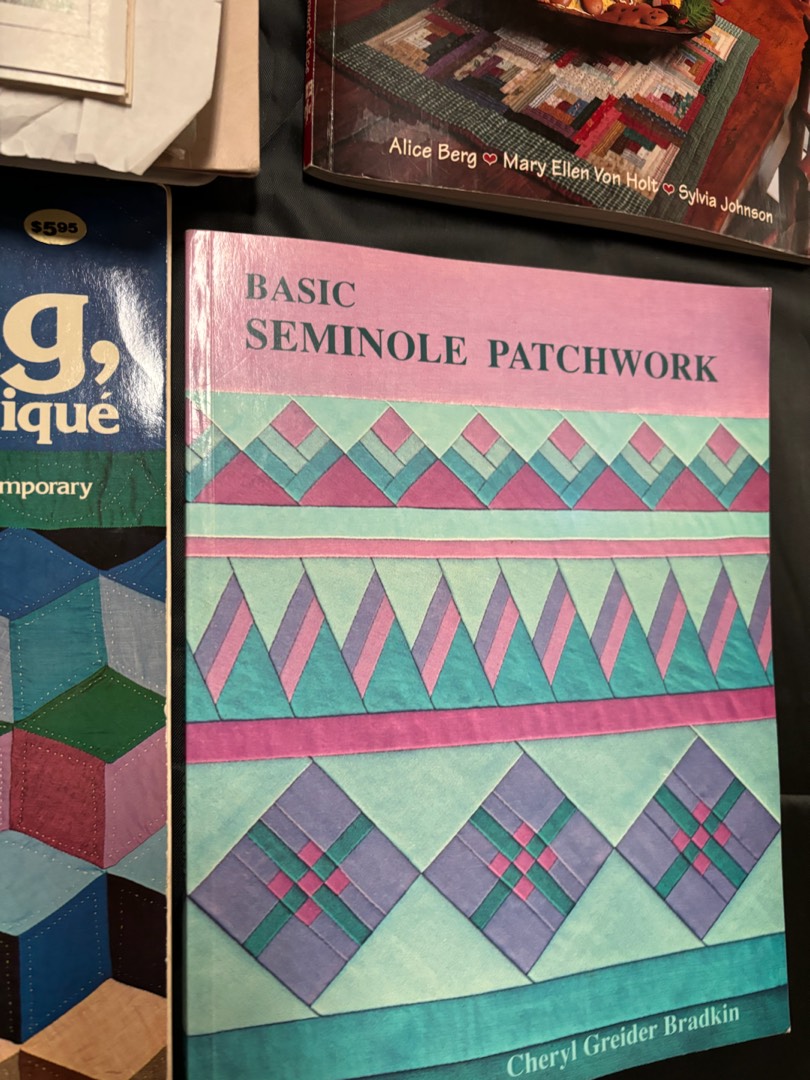 Alice Berg ❤ Mary Ellen Von Holt ❤ Sylvia Johnson
$5.95
g,
iqué
mporary
BASIC
SEMINOLE PATCHWORK
Cheryl Greider Bradkin